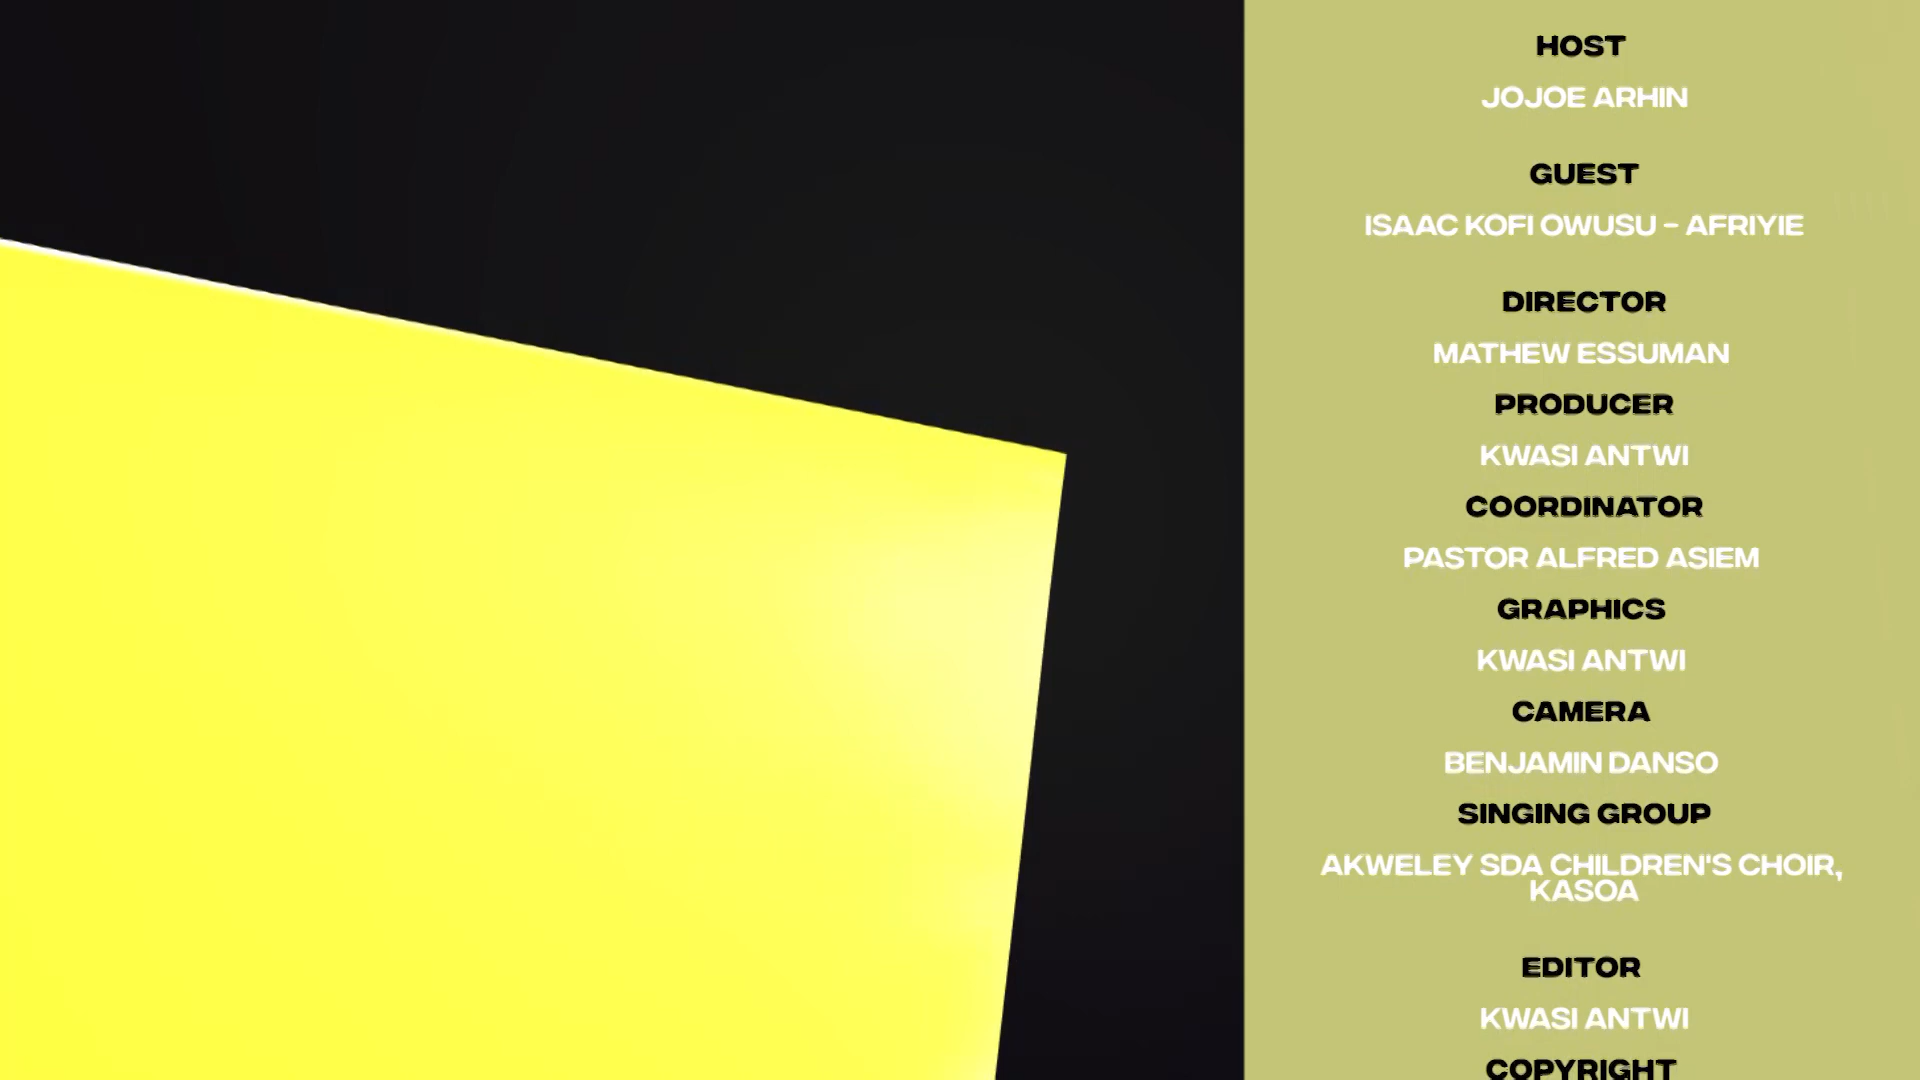 HOST
JOJOE ARHIN
GUEST
ISAAC KOFI OWUSU - AFRIYIE
DIRECTOR
MATHEW ESSUMAN
PRODUCER
KWASI ANTWI
COORDINATOR
PASTOR ALFRED ASIEM
GRAPHICS
KWASI ANTWI
CAMERA
BENJAMIN DANSO
SINGING GROUP
AKWELEY SDA CHILDREN'S CHOIR,
KASOA
EDITOR
KWASI ANTWI
COPYRIGHT